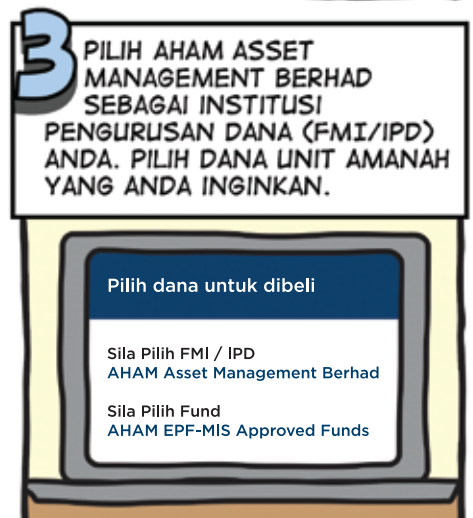 3
PILIH AHAM ASSET
MANAGEMENT BERHAD
SEBAGAI INSTITUSI
PENGURUSAN DANA (FMI/IPD)
ANDA. PILIH DANA UNIT AMANAH
YANG ANDA INGINKAN.
Pilih dana untuk dibeli
Sila Pilih FMI / IPD
AHAM Asset Management Berhad
Sila Pilih Fund
AHAM EPF-MIS Approved Funds